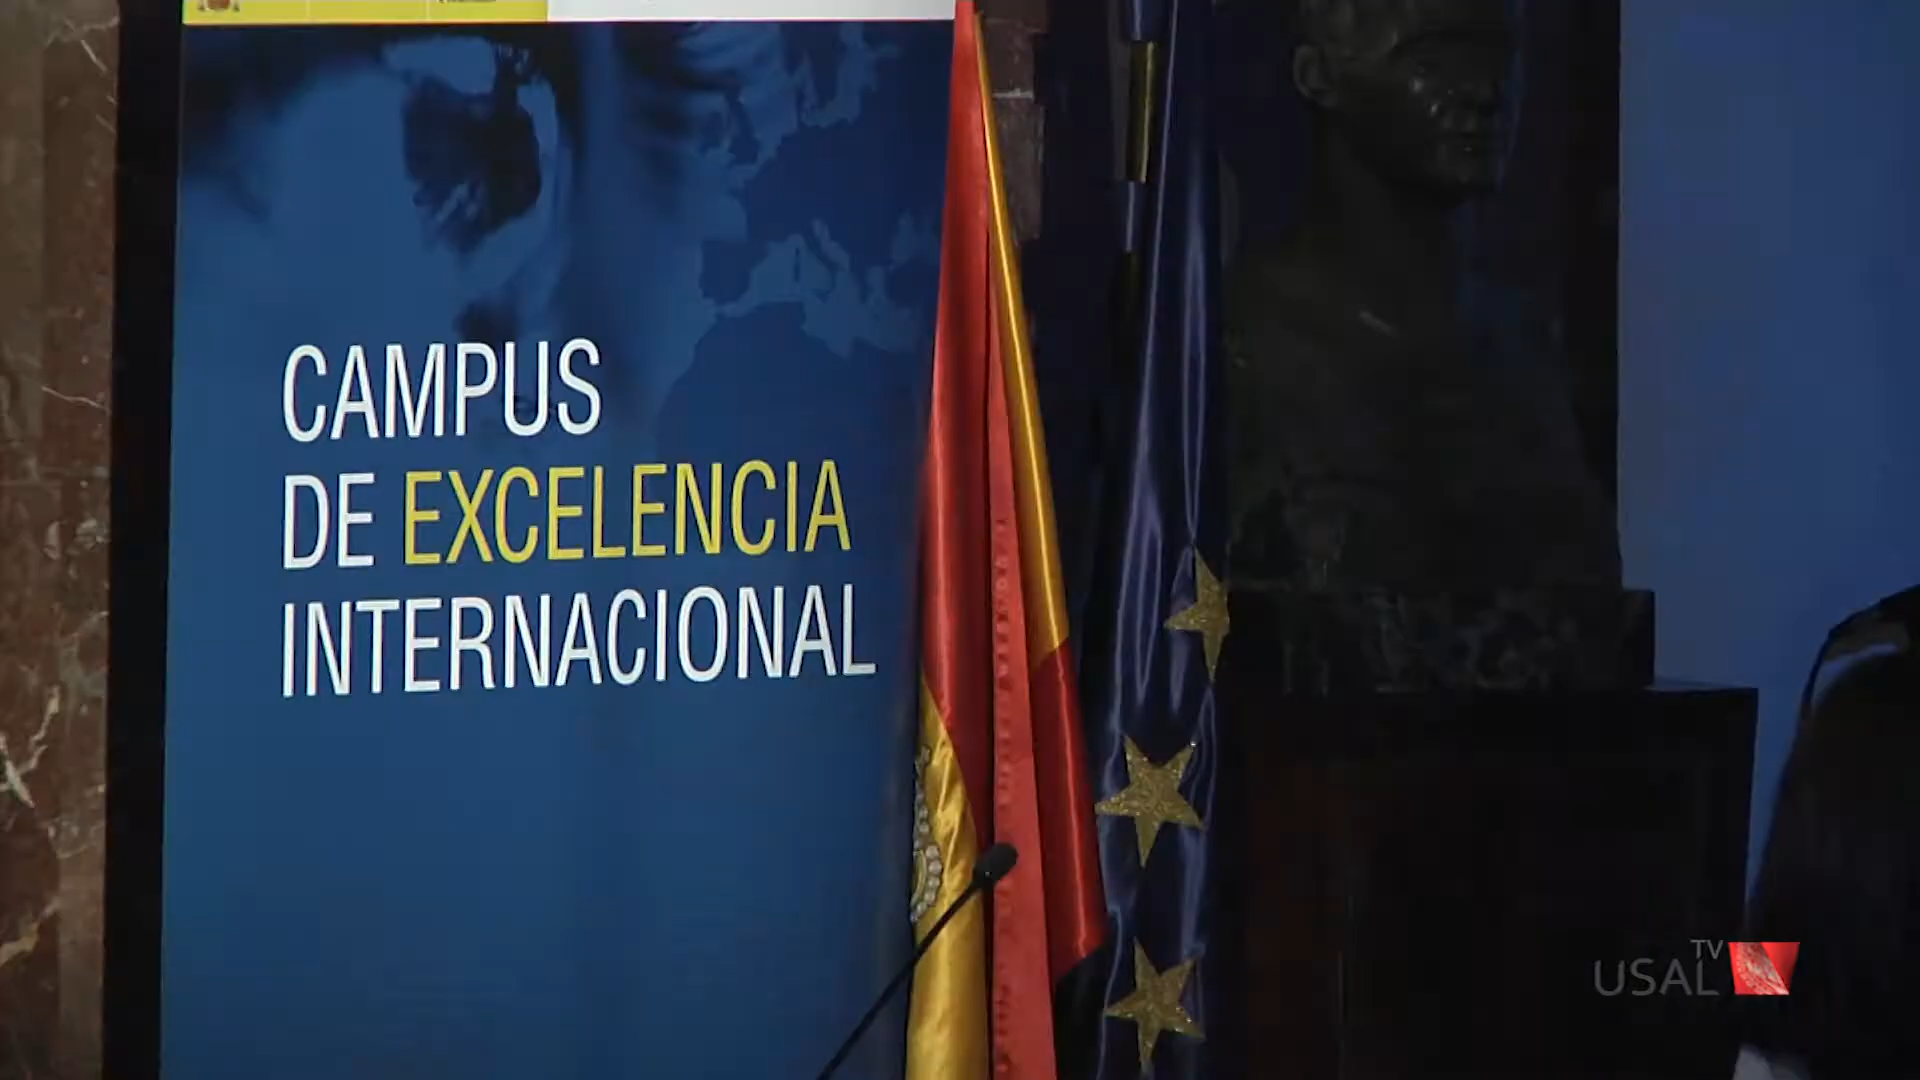 CAMPUS
DE EXCELENCIA
INTERNACIONAL
TV
USAL